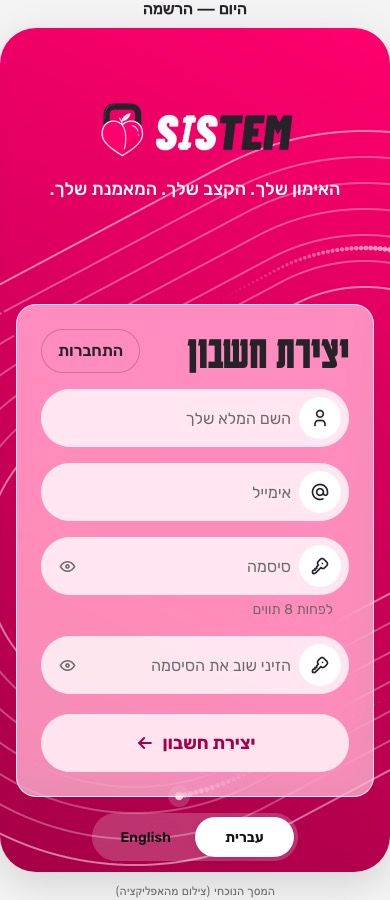 היום — הרשמה
SISTEM
האימון שלך. הקצב שלך. המאמנת שלך.
יצירת חשבון
התחברות
השם המלא שלך
אימייל
סיסמה
לפחות 8 תווים
הזיני שוב את הסיסמה
יצירת חשבון ←
עברית
English
המסך הנוכחי (צילום מהאפליקציה)